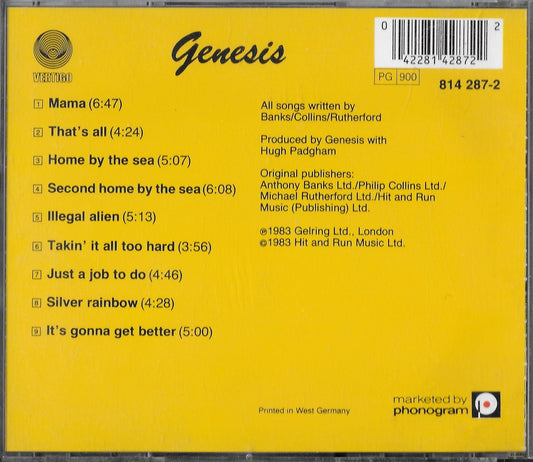 VERTIGO
Genesis
0 42281 42872 2
PG 900
814 287-2
1 Mama (6:47)
2 That's all (4:24)
3 Home by the sea (5:07)
4 Second home by the sea (6:08)
5 Illegal alien (5:13)
6 Takin' it all too hard (3:56)
7 Just a job to do (4:46)
8 Silver rainbow (4:28)
9 It's gonna get better (5:00)
All songs written by
Banks/Collins/Rutherford
Produced by Genesis with
Hugh Padgham
Original publishers:
Anthony Banks Ltd./Philip Collins Ltd./
Michael Rutherford Ltd./Hit and Run
Music (Publishing) Ltd.
℗1983 Gelring Ltd., London
©1983 Hit and Run Music Ltd.
Printed in West Germany
marketed by
phonogram